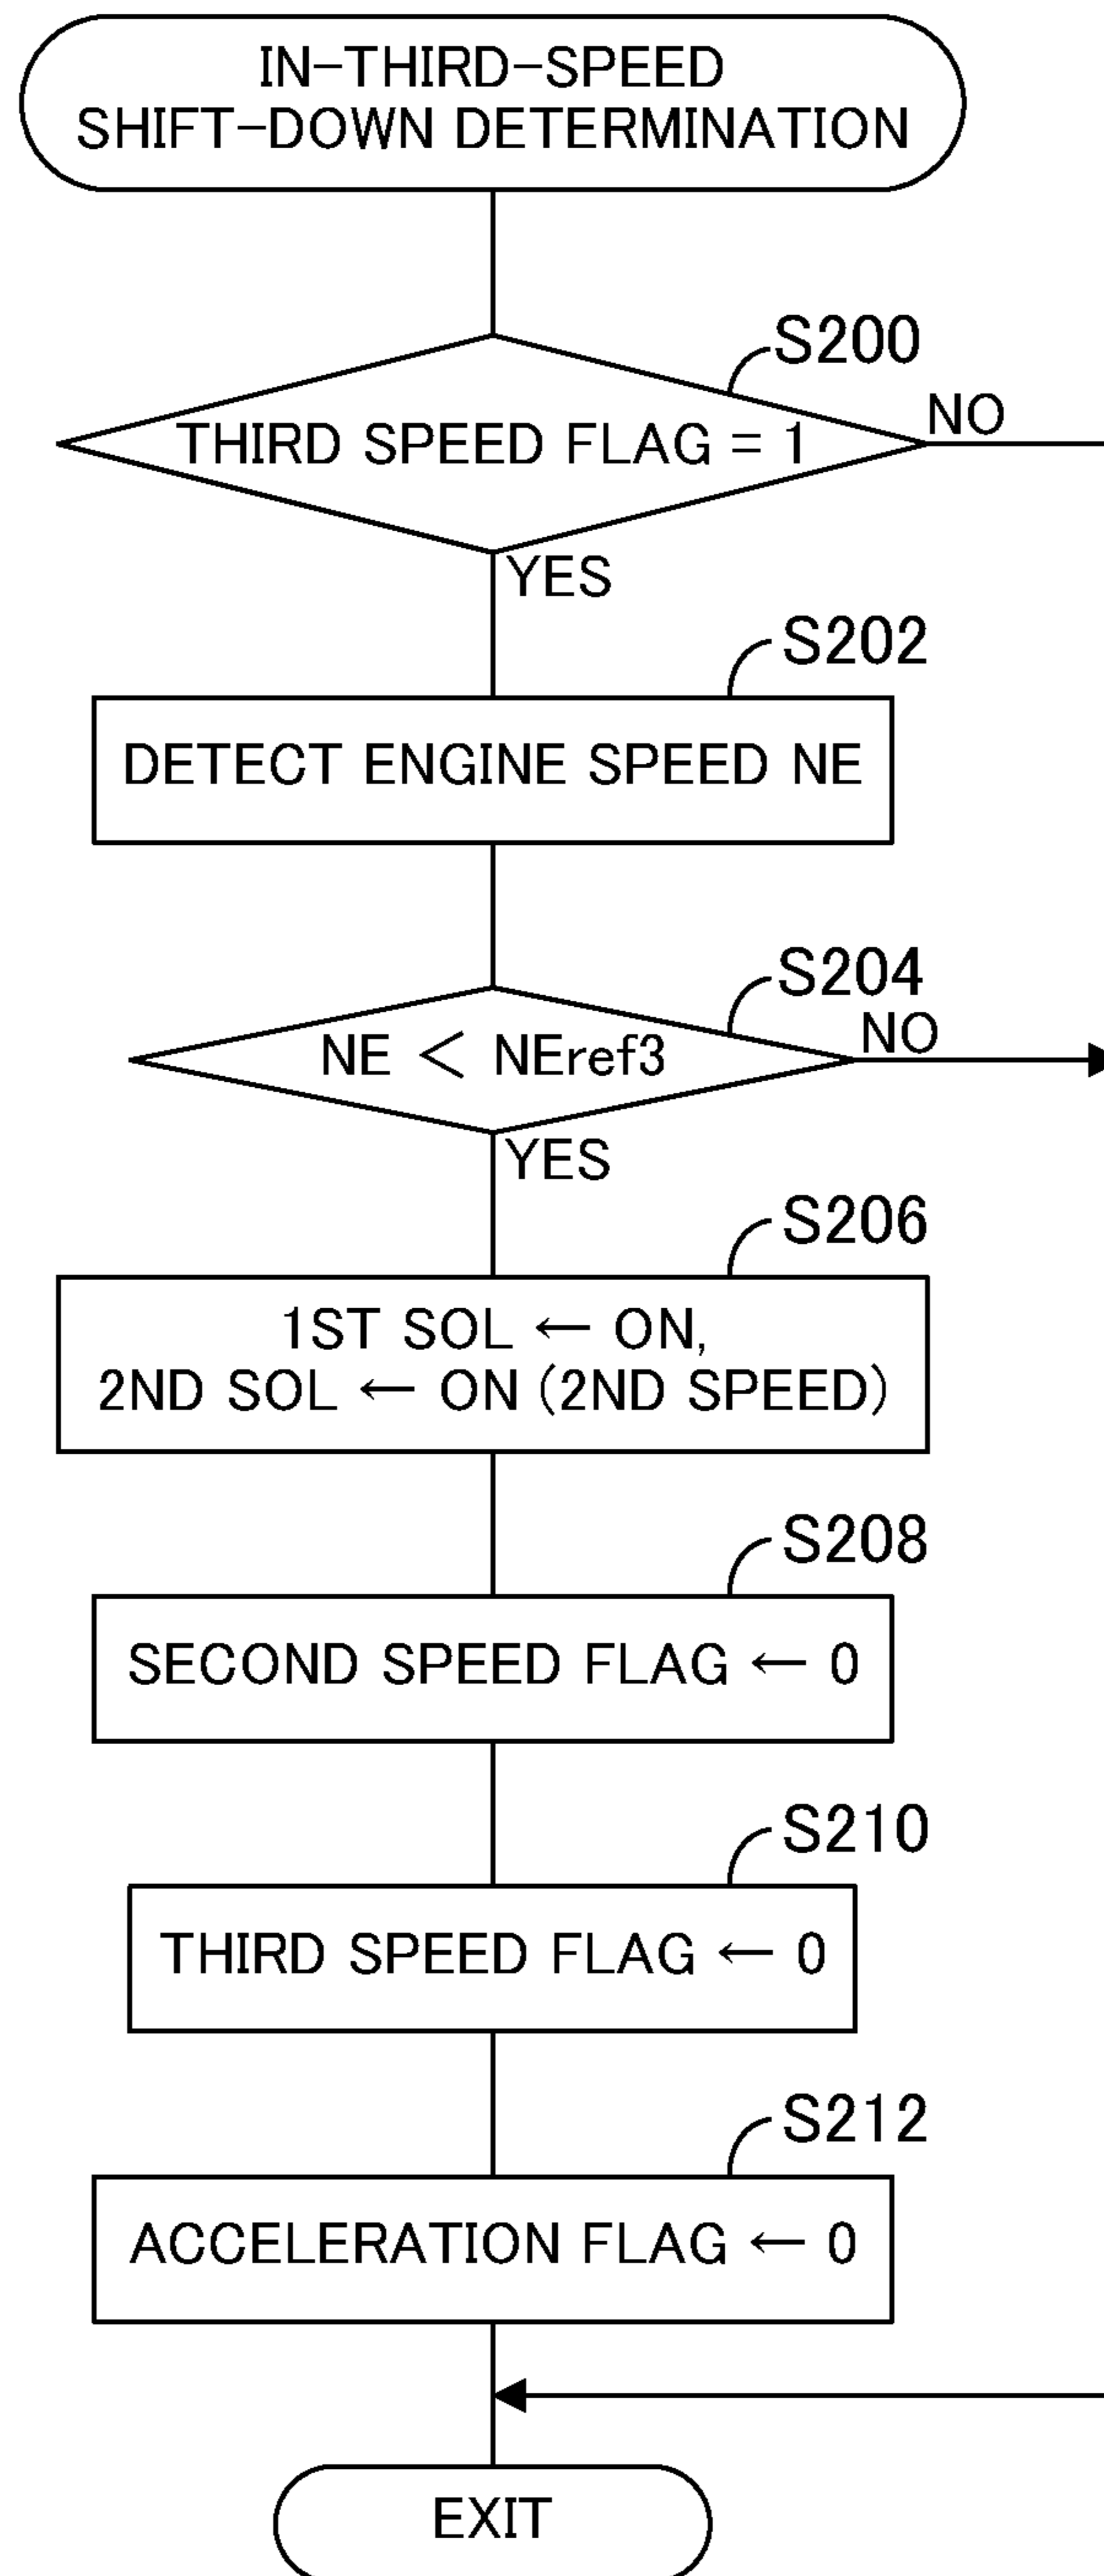 IN-THIRD-SPEED
SHIFT-DOWN DETERMINATION
S200
THIRD SPEED FLAG = 1
NO
YES
S202
DETECT ENGINE SPEED NE
S204
NE < NEref3
NO
YES
S206
1ST SOL ← ON,
2ND SOL ← ON (2ND SPEED)
S208
SECOND SPEED FLAG ← 0
S210
THIRD SPEED FLAG ← 0
S212
ACCELERATION FLAG ← 0
EXIT